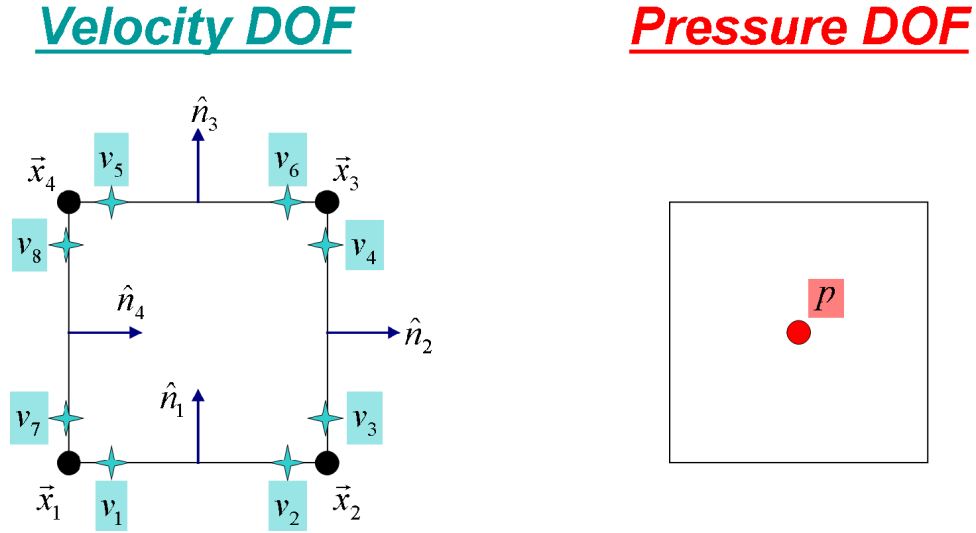 Velocity DOF
Pressure DOF
n̂₃
v₅ v₆
x⃗₄ x⃗₃
v₈ v₄
n̂₄ p
n̂₂
n̂₁
v₇ v₃
x⃗₁ v₁ v₂ x⃗₂